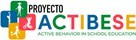 PROYECTO
ACTIBESE
ACTIVE BEHAVIOR IN SCHOOL EDUCATION